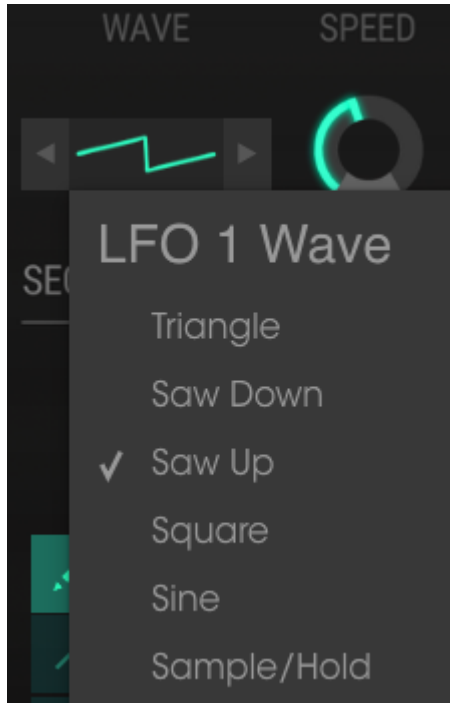 WAVE SPEED
LFO 1 Wave
Triangle
Saw Down
Saw Up
Square
Sine
Sample/Hold